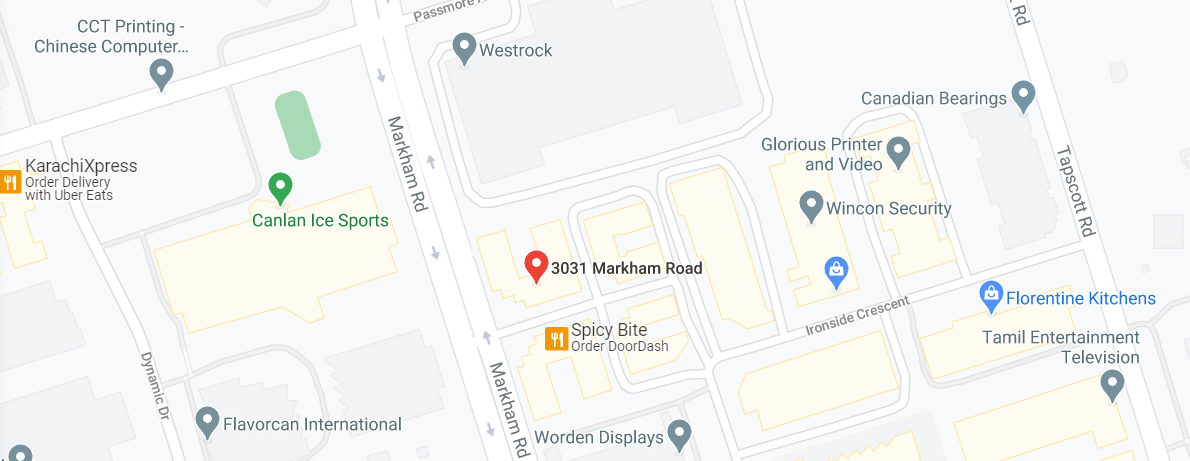 CCT Printing -
Chinese Computer...
Passmore A
Westrock
Rd
Canadian Bearings
Markham Rd
Glorious Printer
and Video
KarachiXpress
Order Delivery
with Uber Eats
Tapscott Rd
Canlan Ice Sports
Wincon Security
3031 Markham Road
Ironside Crescent
Florentine Kitchens
Spicy Bite
Order DoorDash
Tamil Entertainment
Television
Dynamic Dr
Markham Rd
Flavorcan International
Worden Displays